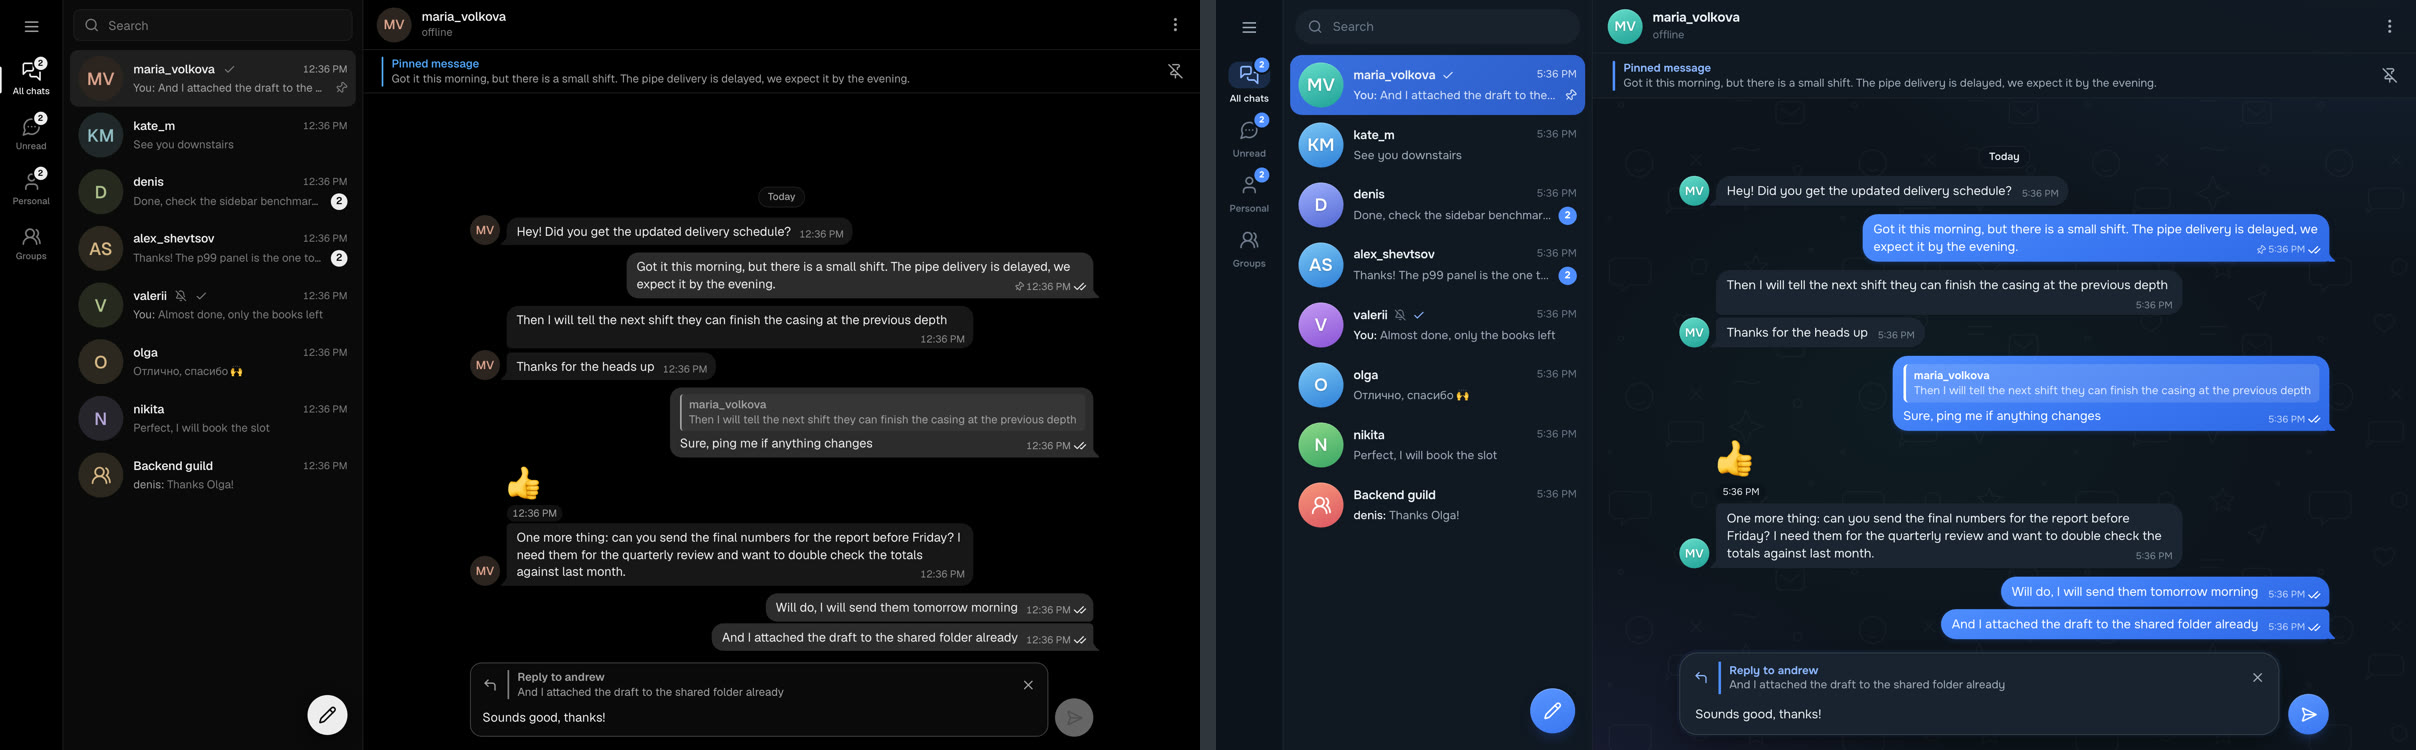 Search
2
All chats
2
Unread
2
Personal
Groups
MV
maria_volkova
12:36 PM
You: And I attached the draft to the ...
KM
kate_m
12:36 PM
See you downstairs
D
denis
12:36 PM
Done, check the sidebar benchmar...
2
AS
alex_shevtsov
12:36 PM
Thanks! The p99 panel is the one to...
2
V
valerii
12:36 PM
You: Almost done, only the books left
O
olga
12:36 PM
Отлично, спасибо 🙌
N
nikita
12:36 PM
Perfect, I will book the slot
Backend guild
12:36 PM
denis: Thanks Olga!
MV
maria_volkova
offline
Pinned message
Got it this morning, but there is a small shift. The pipe delivery is delayed, we expect it by the evening.
Today
MV
Hey! Did you get the updated delivery schedule? 12:36 PM
Got it this morning, but there is a small shift. The pipe delivery is delayed, we
expect it by the evening.
12:36 PM
Then I will tell the next shift they can finish the casing at the previous depth
12:36 PM
MV
Thanks for the heads up 12:36 PM
maria_volkova
Then I will tell the next shift they can finish the casing at the previous depth
Sure, ping me if anything changes
12:36 PM
👍
12:36 PM
One more thing: can you send the final numbers for the report before Friday? I
need them for the quarterly review and want to double check the totals
against last month.
12:36 PM
MV
Will do, I will send them tomorrow morning 12:36 PM
And I attached the draft to the shared folder already 12:36 PM
Reply to andrew
And I attached the draft to the shared folder already
Sounds good, thanks!
Search
2
All chats
2
Unread
2
Personal
Groups
MV
maria_volkova
5:36 PM
You: And I attached the draft to the...
KM
kate_m
5:36 PM
See you downstairs
D
denis
5:36 PM
Done, check the sidebar benchmar...
2
AS
alex_shevtsov
5:36 PM
Thanks! The p99 panel is the one t...
2
V
valerii
5:36 PM
You: Almost done, only the books left
O
olga
5:36 PM
Отлично, спасибо 🙌
N
nikita
5:36 PM
Perfect, I will book the slot
Backend guild
5:36 PM
denis: Thanks Olga!
MV
maria_volkova
offline
Pinned message
Got it this morning, but there is a small shift. The pipe delivery is delayed, we expect it by the evening.
Today
MV
Hey! Did you get the updated delivery schedule? 5:36 PM
Got it this morning, but there is a small shift. The pipe delivery is delayed, we
expect it by the evening.
5:36 PM
Then I will tell the next shift they can finish the casing at the previous depth
5:36 PM
MV
Thanks for the heads up 5:36 PM
maria_volkova
Then I will tell the next shift they can finish the casing at the previous depth
Sure, ping me if anything changes
5:36 PM
👍
5:36 PM
One more thing: can you send the final numbers for the report before
Friday? I need them for the quarterly review and want to double check the
totals against last month.
5:36 PM
MV
Will do, I will send them tomorrow morning 5:36 PM
And I attached the draft to the shared folder already 5:36 PM
Reply to andrew
And I attached the draft to the shared folder already
Sounds good, thanks!